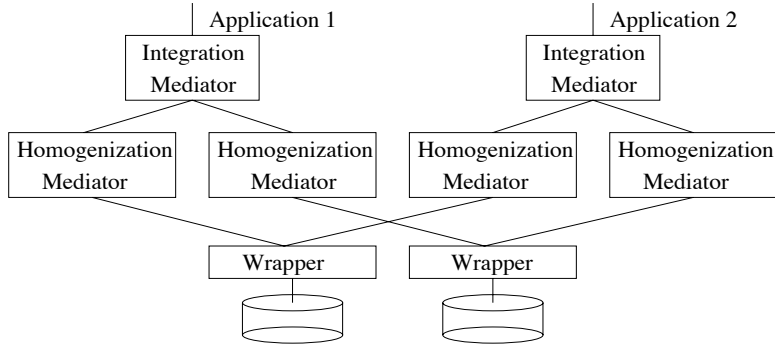 Application 1
Application 2
Integration
Mediator
Integration
Mediator
Homogenization
Mediator
Homogenization
Mediator
Homogenization
Mediator
Homogenization
Mediator
Wrapper
Wrapper